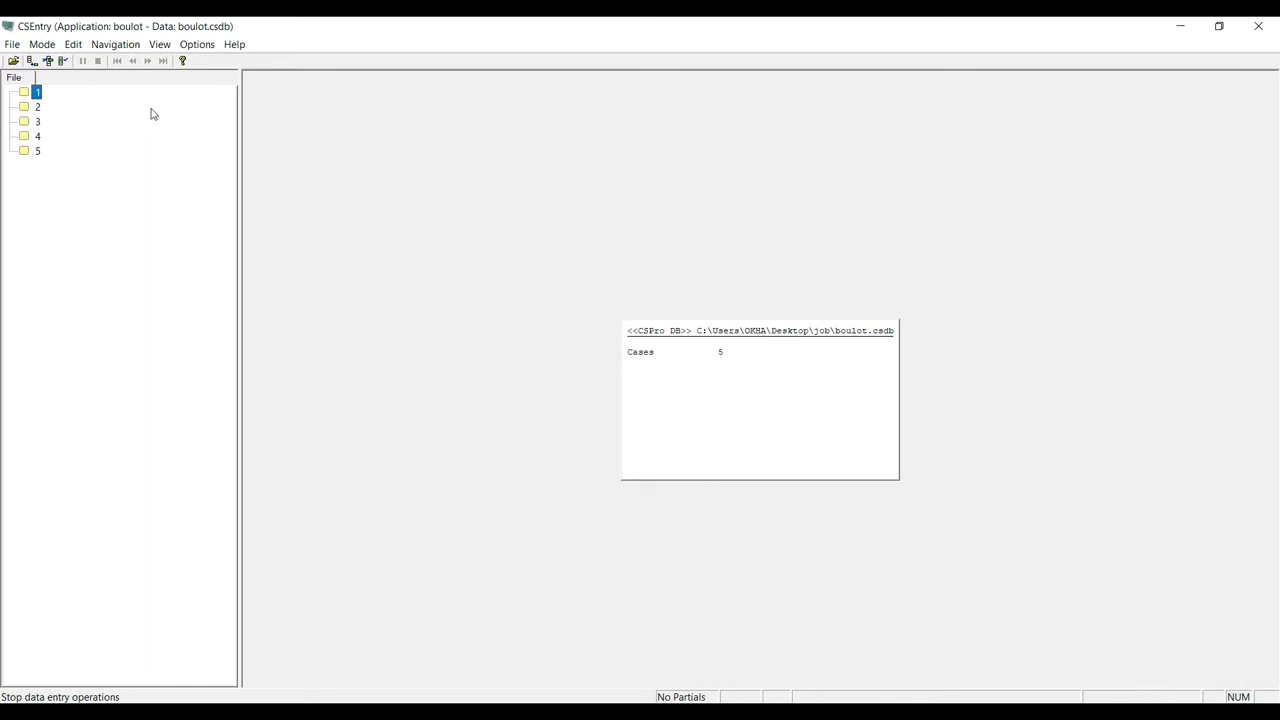 CSEntry (Application: boulot - Data: boulot.csdb)
File Mode Edit Navigation View Options Help
File
1
2
3
4
5
<<CSPro DB>> C:\Users\OKHA\Desktop\job\boulot.csdb
Cases 5
Stop data entry operations No Partials NUM